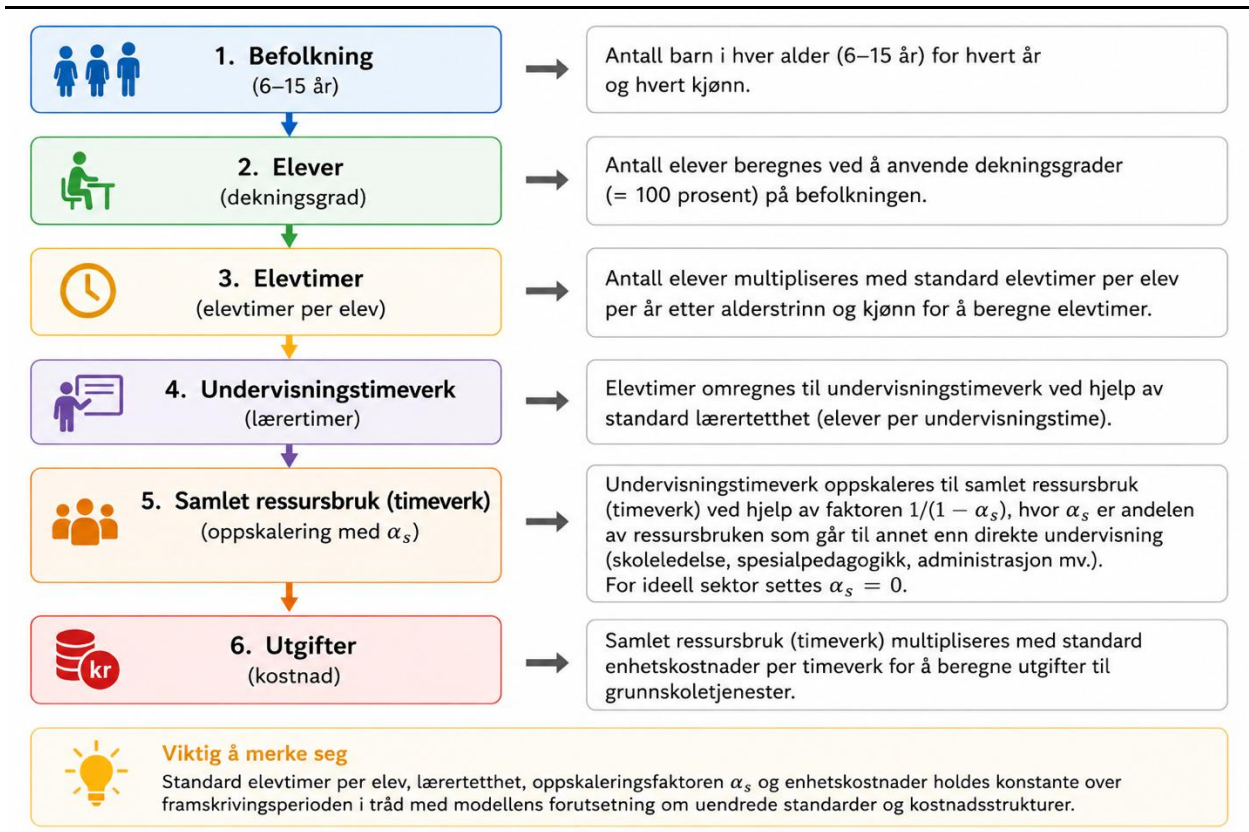 1. Befolkning
(6–15 år)
Antall barn i hver alder (6–15 år) for hvert år
og hvert kjønn.
2. Elever
(dekningsgrad)
Antall elever beregnes ved å anvende dekningsgrader
(= 100 prosent) på befolkningen.
3. Elevtimer
(elevtimer per elev)
Antall elever multipliseres med standard elevtimer per elev
per år etter alderstrinn og kjønn for å beregne elevtimer.
4. Undervisningstimeverk
(lærertimer)
Elevtimer omregnes til undervisningstimeverk ved hjelp av
standard lærertetthet (elever per undervisningstime).
5. Samlet ressursbruk (timeverk)
(oppskalering med αₛ)
Undervisningstimeverk oppskaleres til samlet ressursbruk
(timeverk) ved hjelp av faktoren 1/(1 − αₛ), hvor αₛ er andelen
av ressursbruken som går til annet enn direkte undervisning
(skoleledelse, spesialpedagogikk, administrasjon mv.).
For ideell sektor settes αₛ = 0.
6. Utgifter
(kostnad)
kr
Samlet ressursbruk (timeverk) multipliseres med standard
enhetskostnader per timeverk for å beregne utgifter til
grunnskoletjenester.
Viktig å merke seg
Standard elevtimer per elev, lærertetthet, oppskaleringsfaktoren αₛ og enhetskostnader holdes konstante over
framskrivingsperioden i tråd med modellens forutsetning om uendrede standarder og kostnadsstrukturer.